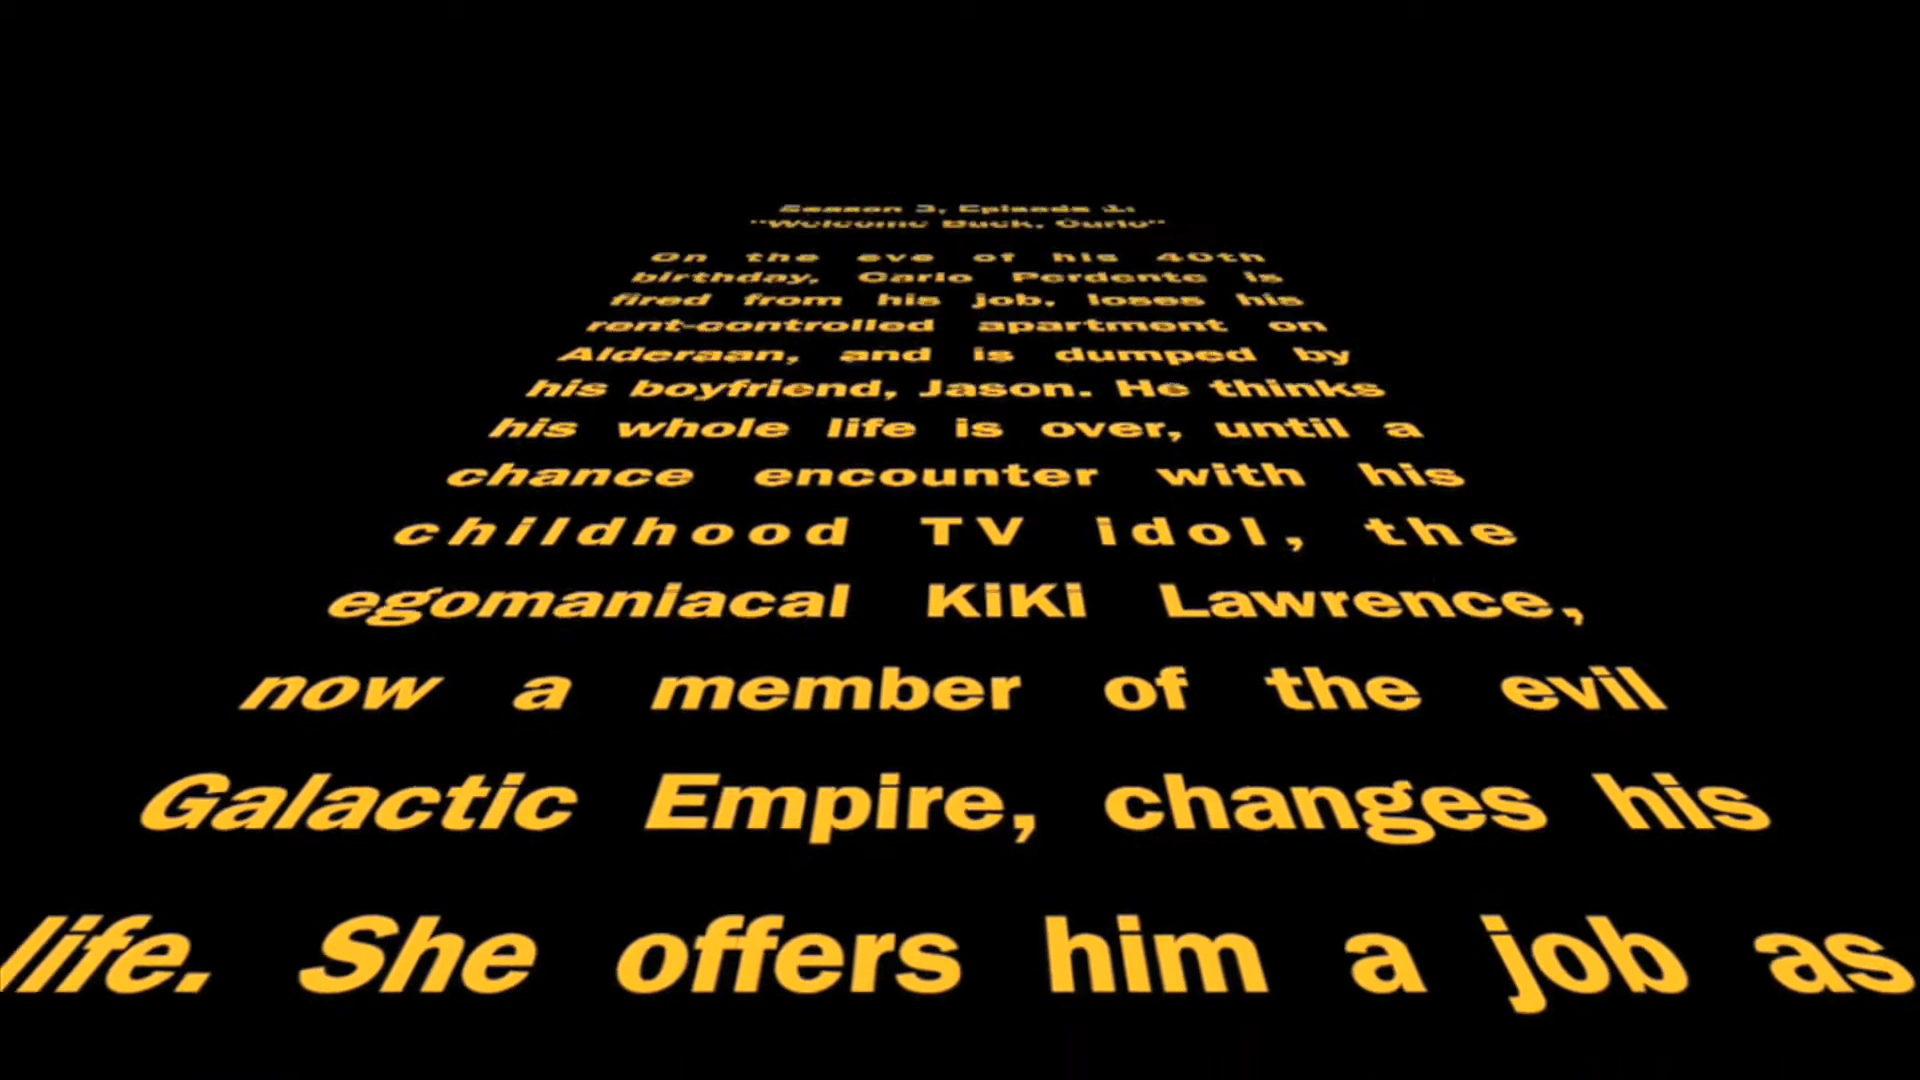 Season 3, Episode 1:
"Welcome Back, Carlo"
On the eve of his 40th
birthday, Carlo Perdente is
fired from his job, loses his
rent-controlled apartment on
Alderaan, and is dumped by
his boyfriend, Jason. He thinks
his whole life is over, until a
chance encounter with his
childhood TV idol, the
egomaniacal KiKi Lawrence,
now a member of the evil
Galactic Empire, changes his
life. She offers him a job as